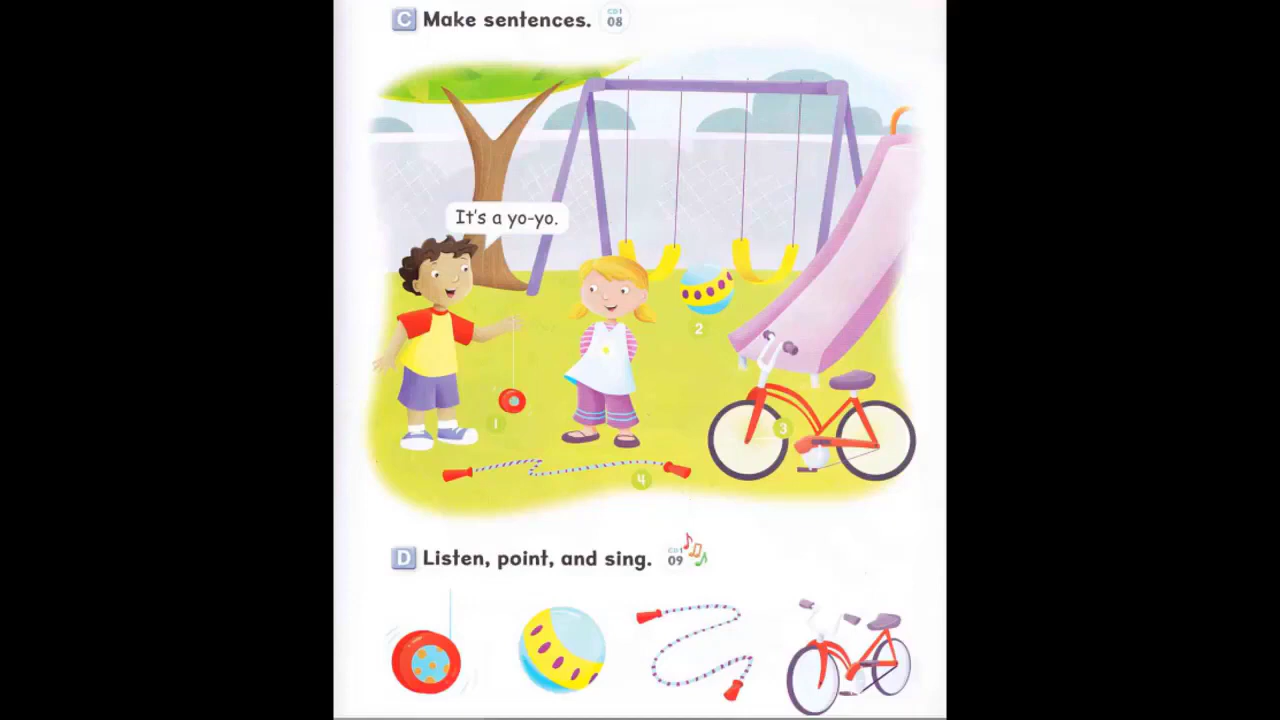 C Make sentences. CD1 08
It's a yo-yo.
2
1
3
4
D Listen, point, and sing. CD1 09